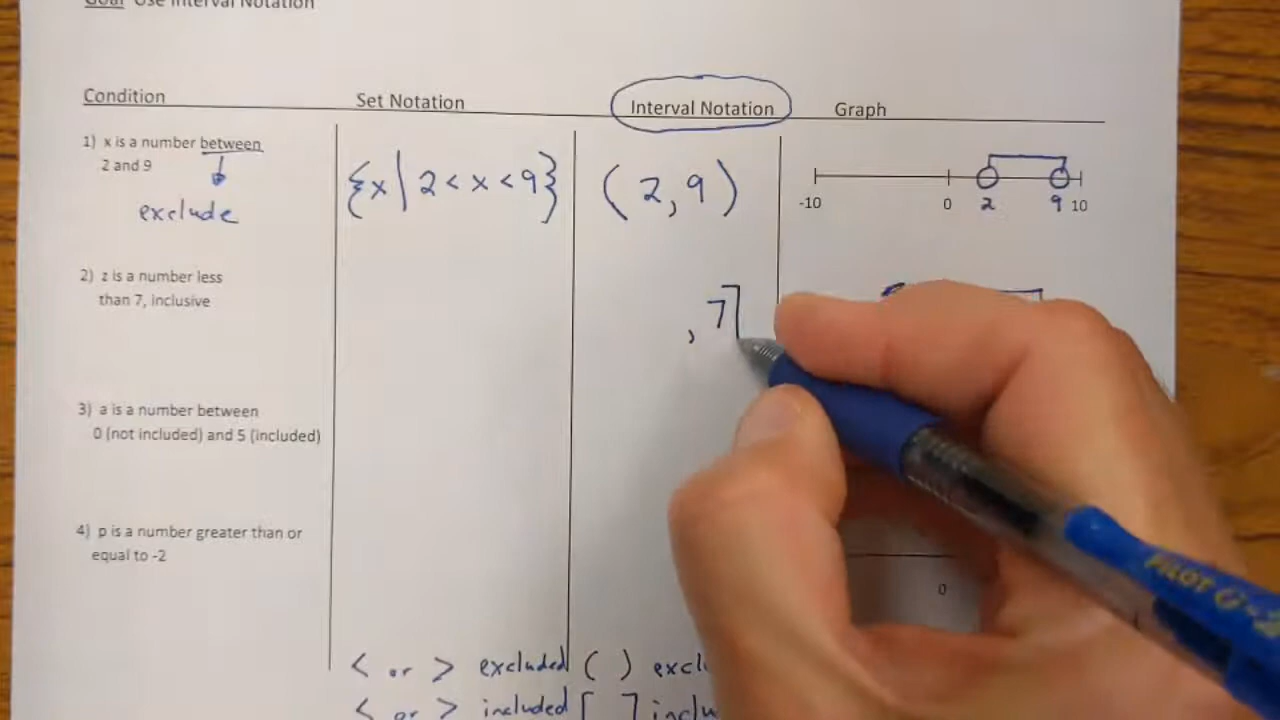 Goal Use Interval Notation
Condition Set Notation Interval Notation Graph
1) x is a number between
2 and 9
exclude
{x | 2 < x < 9}
(2, 9)
-10 0 2 9 10
2) z is a number less
than 7, inclusive
, 7]
3) a is a number between
0 (not included) and 5 (included)
4) p is a number greater than or
equal to -2
0
< or > excluded ( )
< or > included [ ]
PILOT G-2